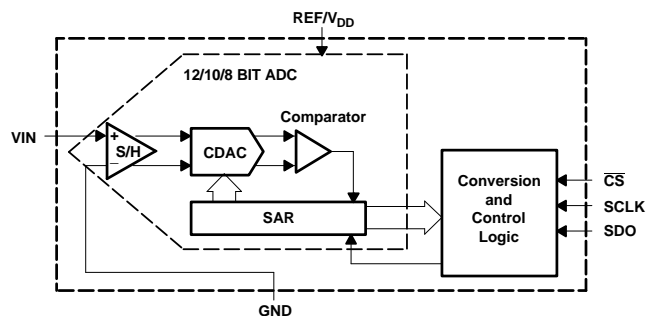 REF/VDD
12/10/8 BIT ADC
Comparator
VIN
+
S/H
–
CDAC
SAR
Conversion
and
Control
Logic
CS
SCLK
SDO
GND